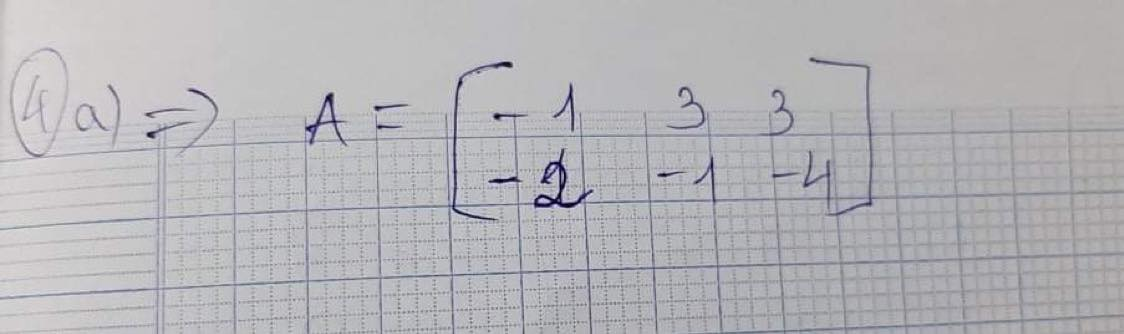 4) a) ⇒ A = [ -1 3 3
-2 -1 -4 ]